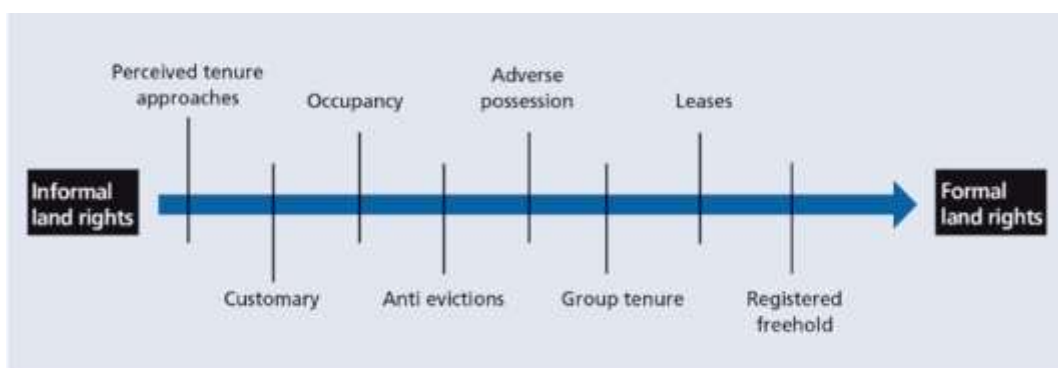 Perceived tenure
approaches
Occupancy
Adverse
possession
Leases
Informal
land rights
Formal
land rights
Customary
Anti evictions
Group tenure
Registered
freehold